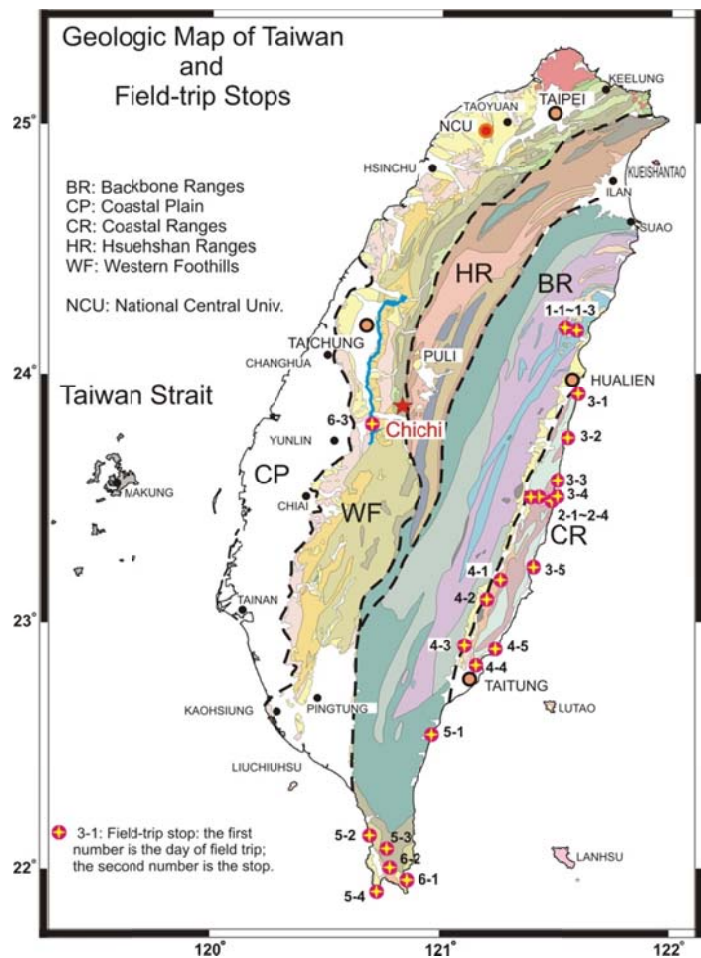 Geologic Map of Taiwan
and
Field-trip Stops
BR: Backbone Ranges
CP: Coastal Plain
CR: Coastal Ranges
HR: Hsuehshan Ranges
WF: Western Foothills
NCU: National Central Univ.
Taiwan Strait
25°
24°
23°
22°
120°
121°
122°
KEELUNG
TAIPEI
TAOYUAN
NCU
HSINCHU
KUEISHANTAO
ILAN
SUAO
HR
BR
1-1~1-3
TAICHUNG
CHANGHUA
PULI
HUALIEN
3-1
6-3
Chichi
3-2
YUNLIN
CP
3-3
3-4
MAKUNG
CHIAI
WF
2-1~2-4
CR
4-1
3-5
4-2
TAINAN
4-3
4-5
4-4
TAITUNG
KAOHSIUNG
PINGTUNG
LUTAO
5-1
LIUCHIUHSU
5-2
5-3
6-2
6-1
5-4
LANHSU
3-1: Field-trip stop: the first
number is the day of field trip;
the second number is the stop.